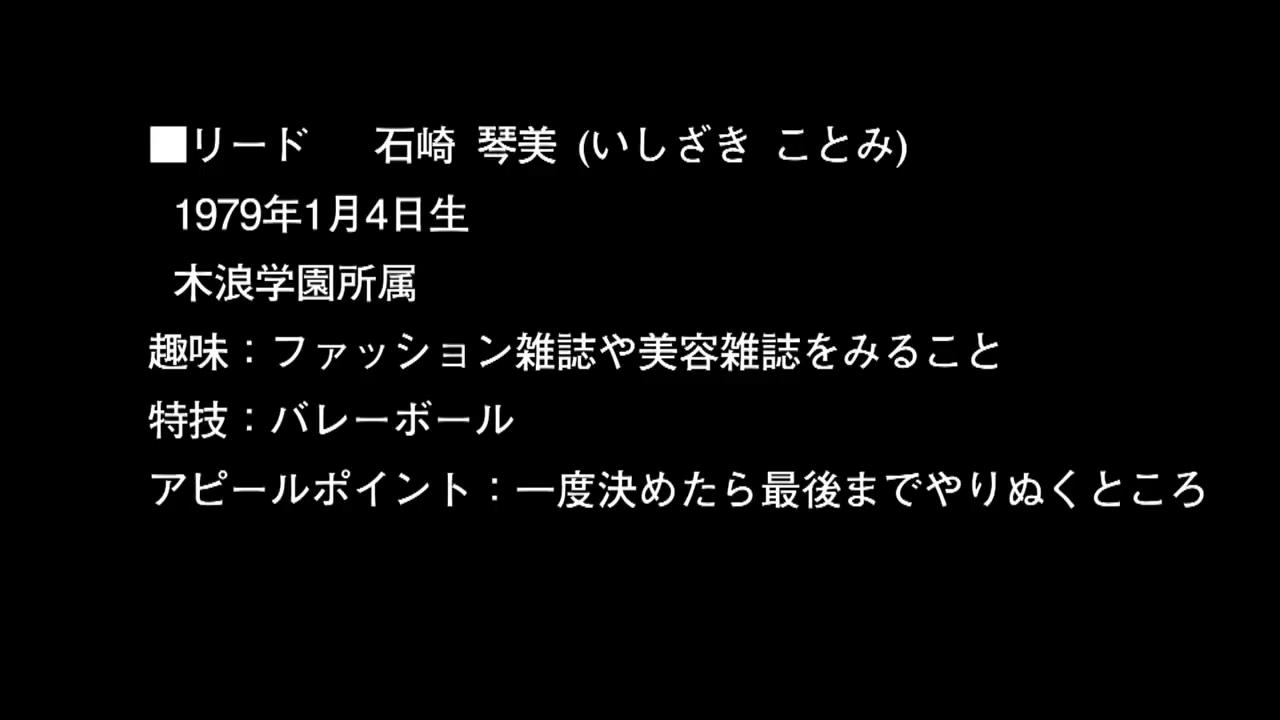 ■リード 石崎 琴美 (いしざき ことみ)
1979年1月4日生
木浪学園所属
趣味：ファッション雑誌や美容雑誌をみること
特技：バレーボール
アピールポイント：一度決めたら最後までやりぬくところ